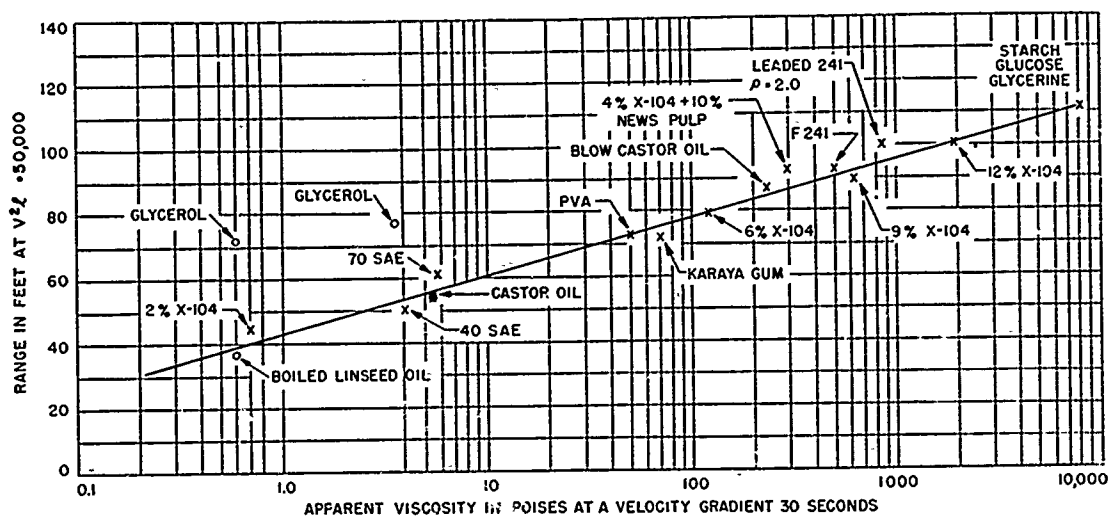 140
120
100
80
60
40
20
0
RANGE IN FEET AT V²ℓ •50,000
0.1
1.0
10
100
1000
10,000
APPARENT VISCOSITY IN POISES AT A VELOCITY GRADIENT 30 SECONDS
STARCH
GLUCOSE
GLYCERINE
LEADED 241
ρ=2.0
4% X-104 +10%
NEWS PULP
F 241
BLOW CASTOR OIL
12% X-104
GLYCEROL
GLYCEROL
PVA
6% X-104
9% X-104
KARAYA GUM
70 SAE
CASTOR OIL
2% X-104
40 SAE
BOILED LINSEED OIL